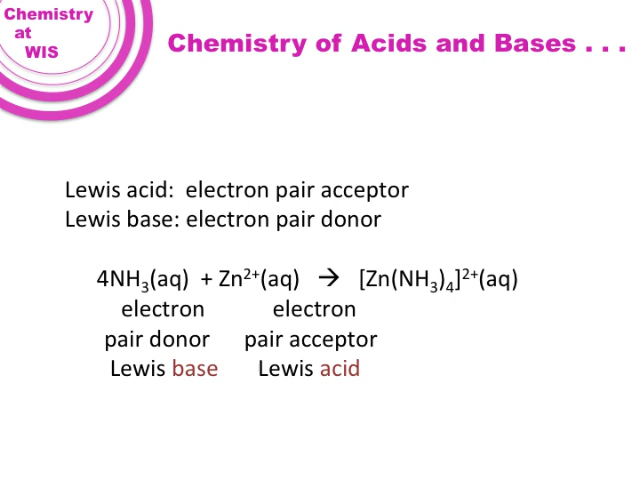 Chemistry
at
WIS
Chemistry of Acids and Bases . . .
Lewis acid: electron pair acceptor
Lewis base: electron pair donor
4NH₃(aq) + Zn²⁺(aq) → [Zn(NH₃)₄]²⁺(aq)
electron electron
pair donor pair acceptor
Lewis base Lewis acid